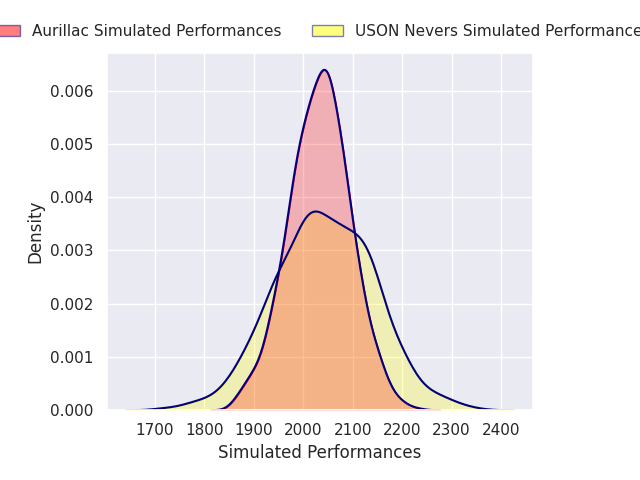 Aurillac Simulated Performances USON Nevers Simulated Performance
0.006
0.005
0.004
0.003
0.002
0.001
0.000
Density
1700 1800 1900 2000 2100 2200 2300 2400
Simulated Performances